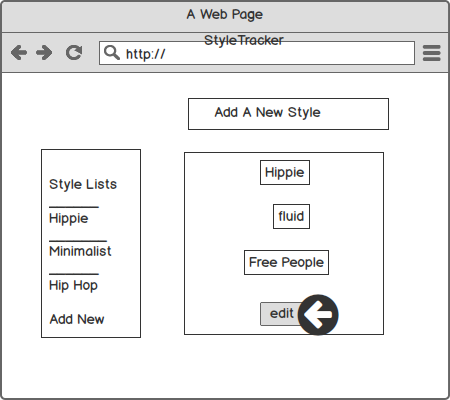 A Web Page
StyleTracker
http://
Add A New Style
Style Lists
Hippie
Minimalist
Hip Hop
Add New
Hippie
fluid
Free People
edit